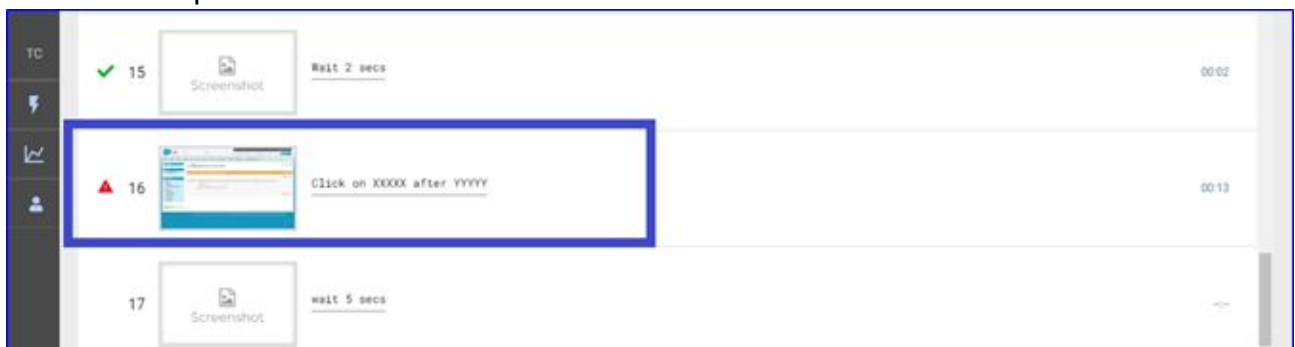 TC
15
Screenshot
Wait 2 secs
00:02
16
Click on XXXXX after YYYYY
00:13
17
Screenshot
wait 5 secs
--:--